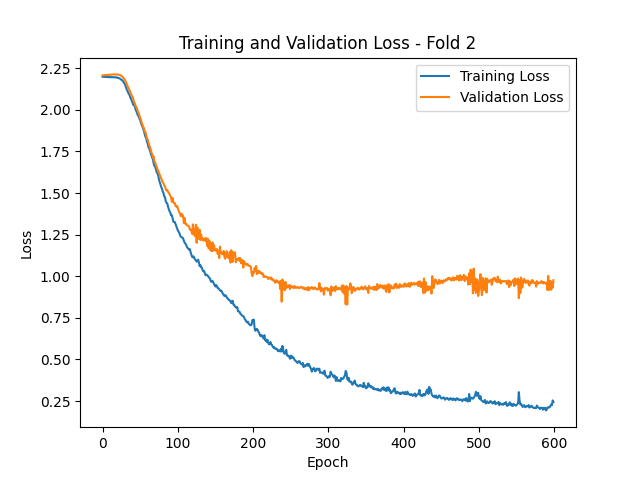 Training and Validation Loss - Fold 2
Training Loss
Validation Loss
Loss
2.25
2.00
1.75
1.50
1.25
1.00
0.75
0.50
0.25
0 100 200 300 400 500 600
Epoch